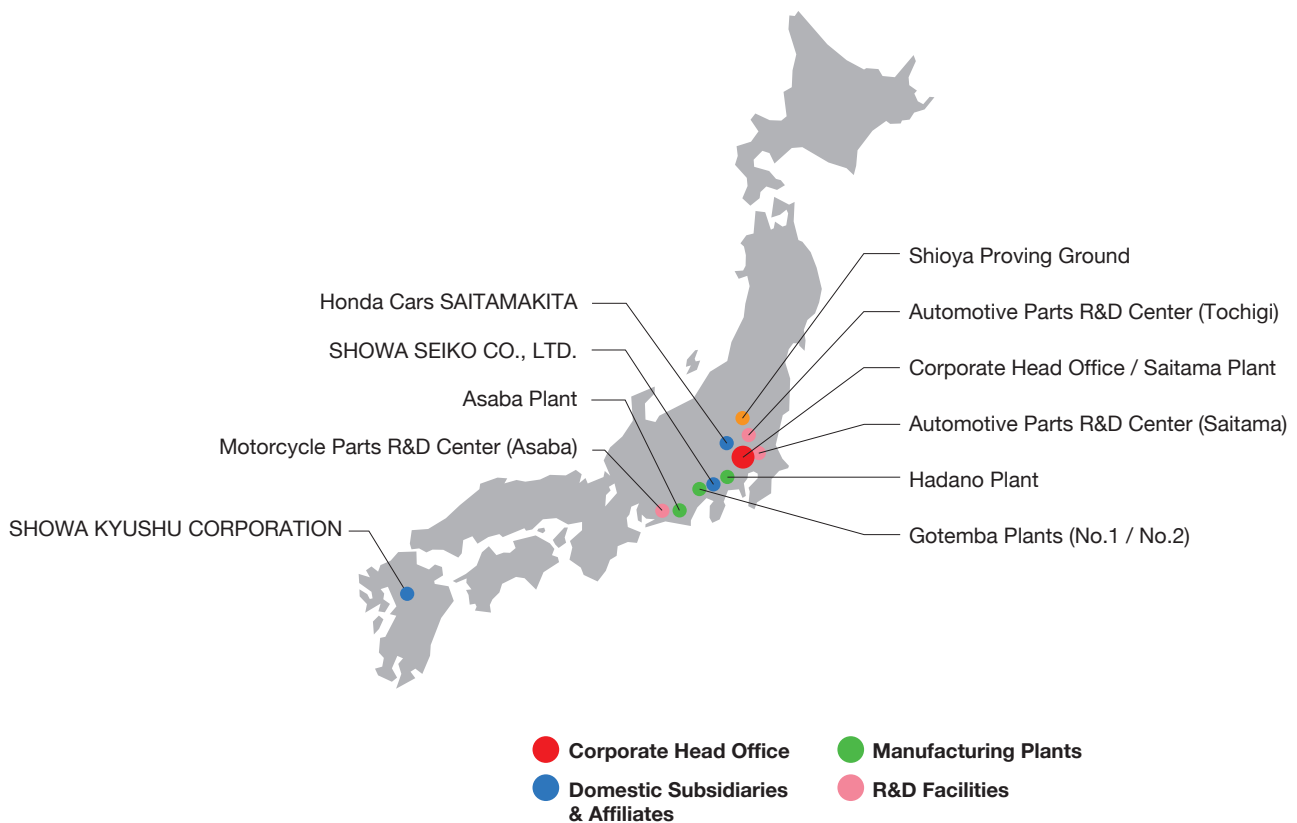 Shioya Proving Ground
Honda Cars SAITAMAKITA
Automotive Parts R&D Center (Tochigi)
SHOWA SEIKO CO., LTD.
Corporate Head Office / Saitama Plant
Asaba Plant
Automotive Parts R&D Center (Saitama)
Motorcycle Parts R&D Center (Asaba)
Hadano Plant
SHOWA KYUSHU CORPORATION
Gotemba Plants (No.1 / No.2)
Corporate Head Office
Manufacturing Plants
Domestic Subsidiaries
& Affiliates
R&D Facilities